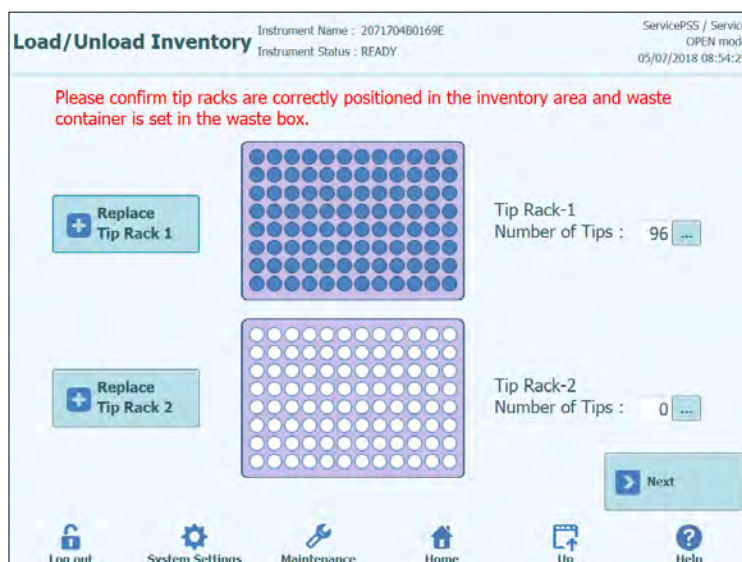 Load/Unload Inventory
Instrument Name : 2071704B0169E
Instrument Status : READY
ServicePSS / Servic
OPEN mod
05/07/2018 08:54:2
Please confirm tip racks are correctly positioned in the inventory area and waste
container is set in the waste box.
Replace
Tip Rack 1
Tip Rack-1
Number of Tips : 96 ...
Replace
Tip Rack 2
Tip Rack-2
Number of Tips : 0 ...
Next
Log out
System Settings
Maintenance
Home
Up
Help